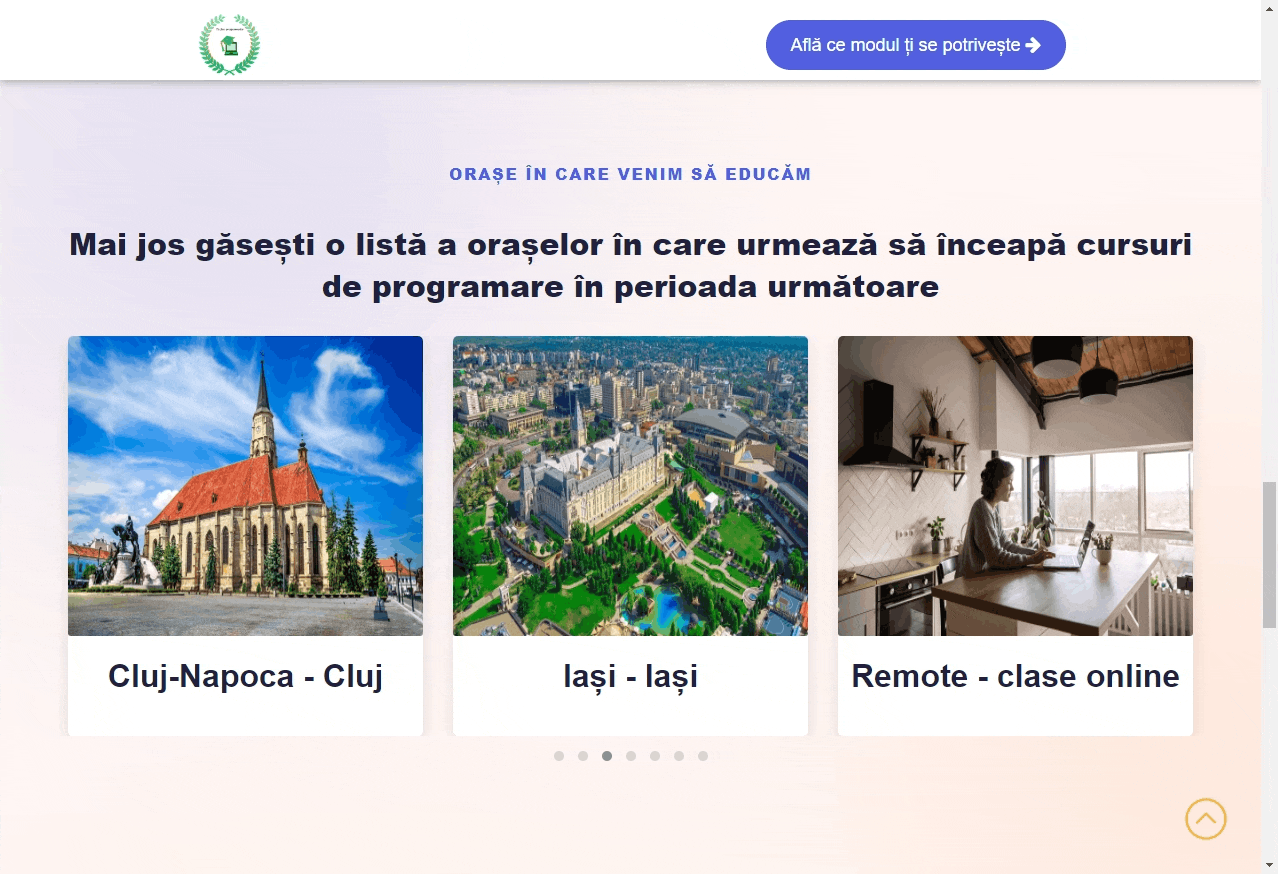 Află ce modul ți se potrivește
ORAȘE ÎN CARE VENIM SĂ EDUCĂM
Mai jos găsești o listă a orașelor în care urmează să înceapă cursuri
de programare în perioada următoare
Cluj-Napoca - Cluj
Iași - Iași
Remote - clase online